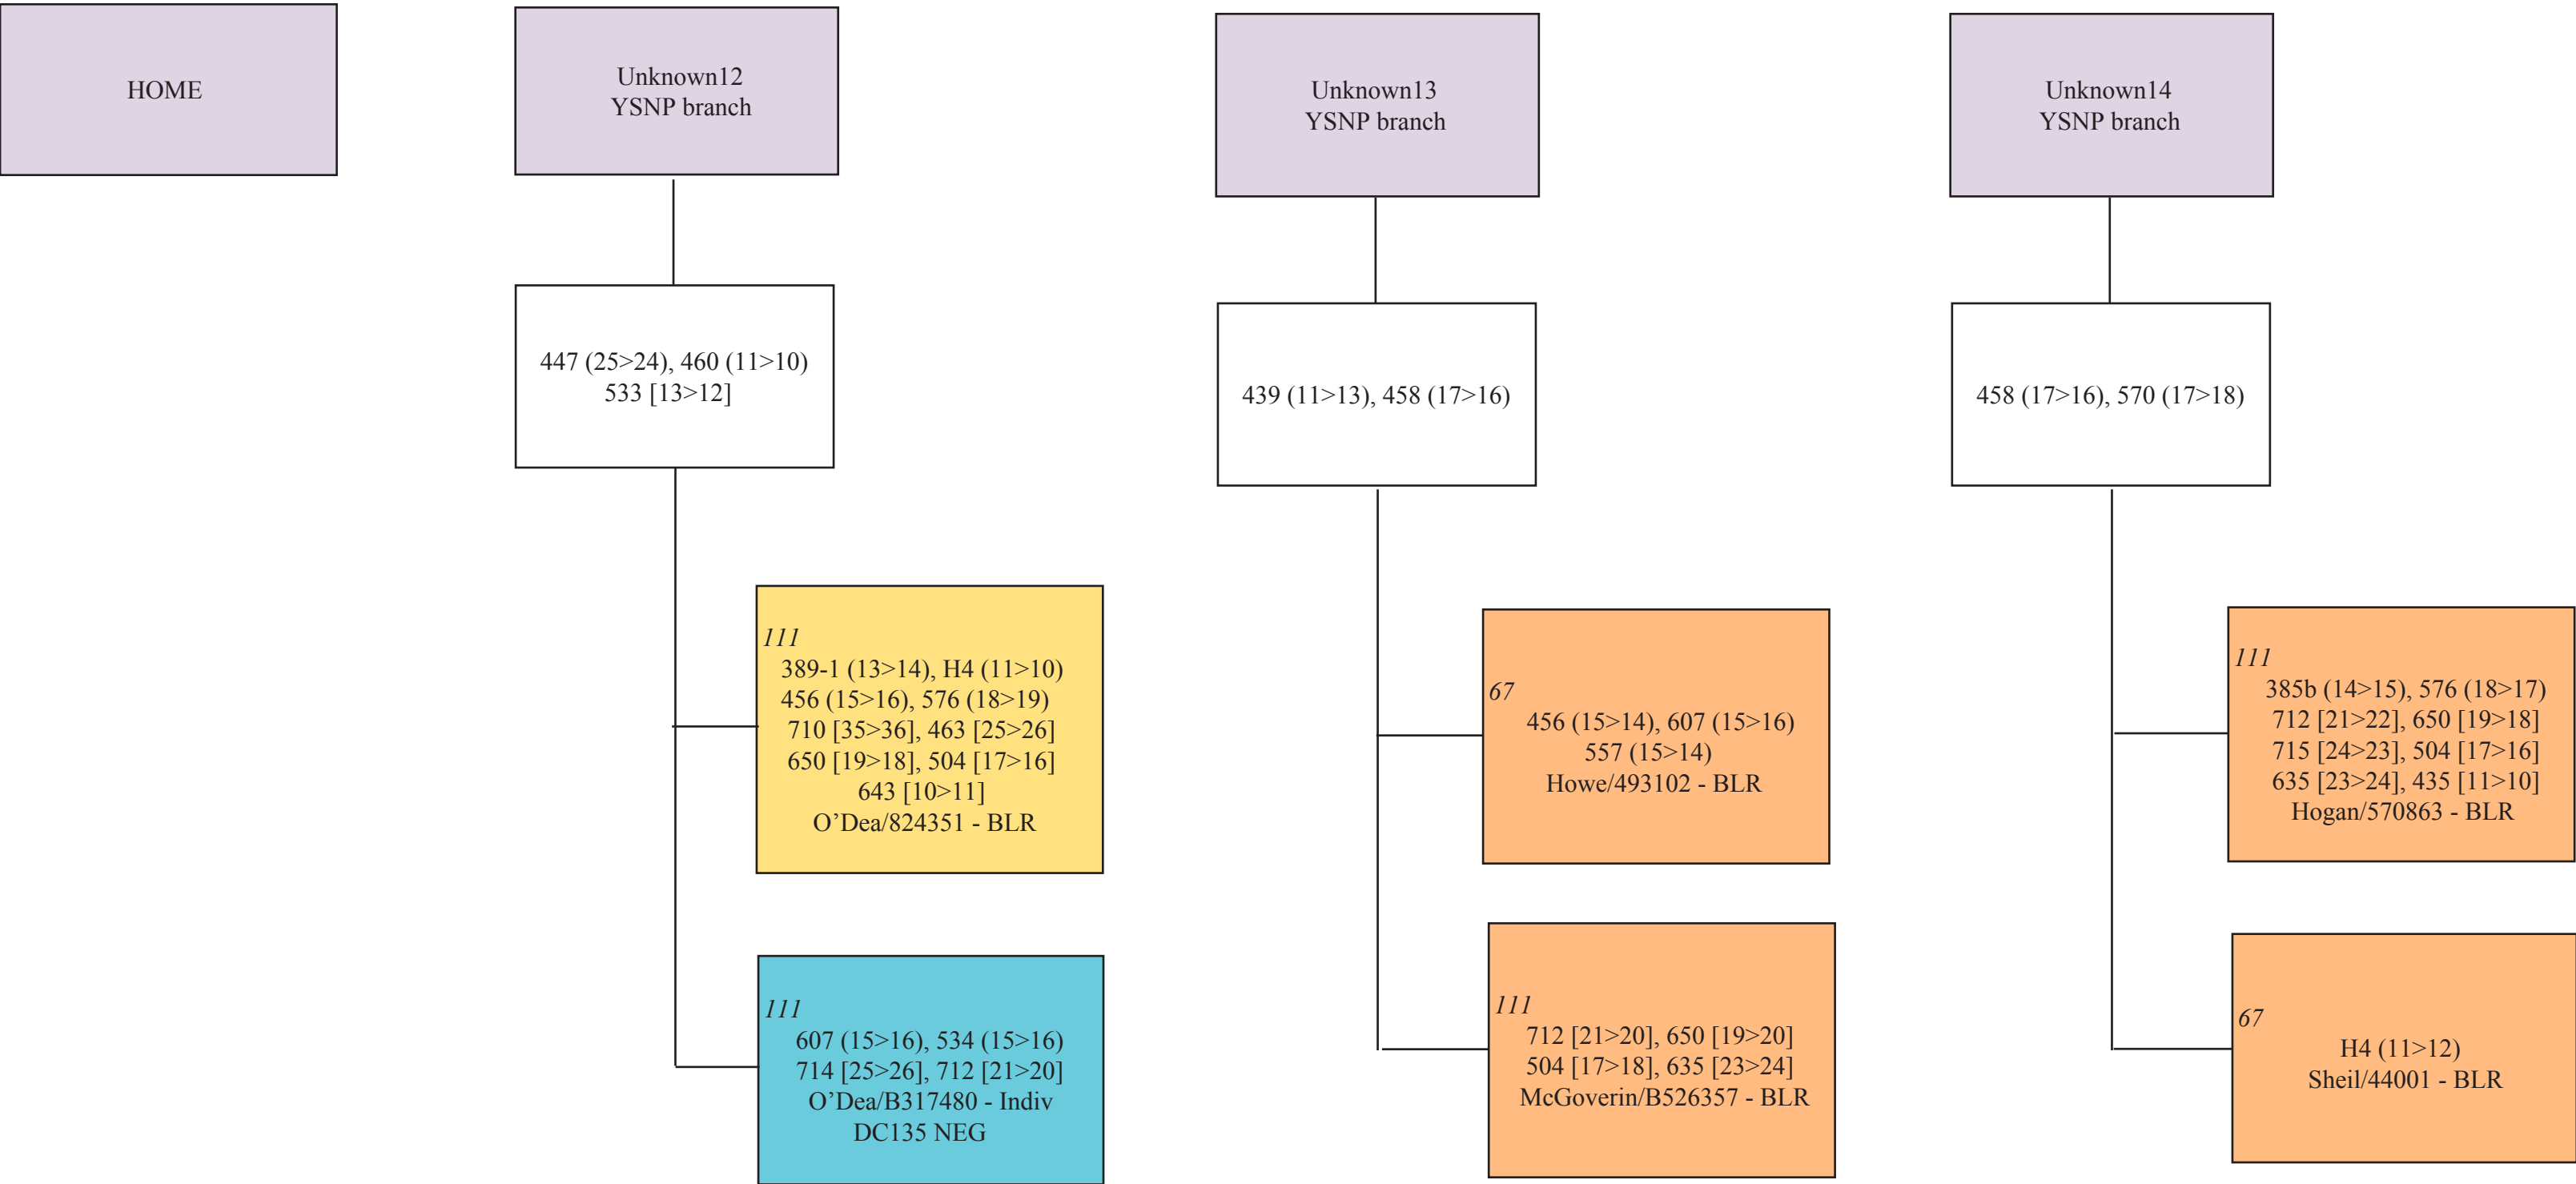 HOME
Unknown12
YSNP branch
447 (25>24), 460 (11>10)
533 [13>12]
111
389-1 (13>14), H4 (11>10)
456 (15>16), 576 (18>19)
710 [35>36], 463 [25>26]
650 [19>18], 504 [17>16]
643 [10>11]
O’Dea/824351 - BLR
111
607 (15>16), 534 (15>16)
714 [25>26], 712 [21>20]
O’Dea/B317480 - Indiv
DC135 NEG
Unknown13
YSNP branch
439 (11>13), 458 (17>16)
67
456 (15>14), 607 (15>16)
557 (15>14)
Howe/493102 - BLR
111
712 [21>20], 650 [19>20]
504 [17>18], 635 [23>24]
McGoverin/B526357 - BLR
Unknown14
YSNP branch
458 (17>16), 570 (17>18)
111
385b (14>15), 576 (18>17)
712 [21>22], 650 [19>18]
715 [24>23], 504 [17>16]
635 [23>24], 435 [11>10]
Hogan/570863 - BLR
67
H4 (11>12)
Sheil/44001 - BLR